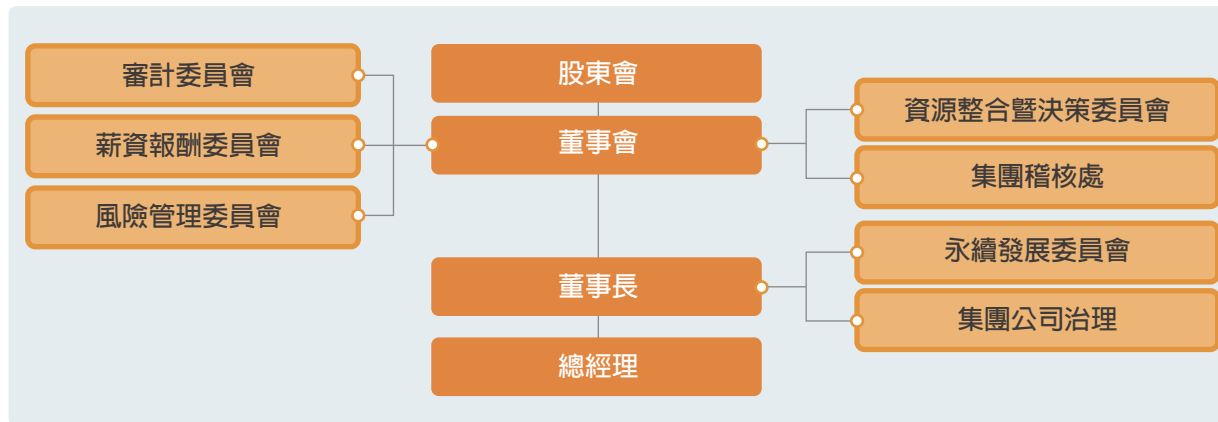 審計委員會
薪資報酬委員會
風險管理委員會
股東會
董事會
董事長
總經理
資源整合暨決策委員會
集團稽核處
永續發展委員會
集團公司治理